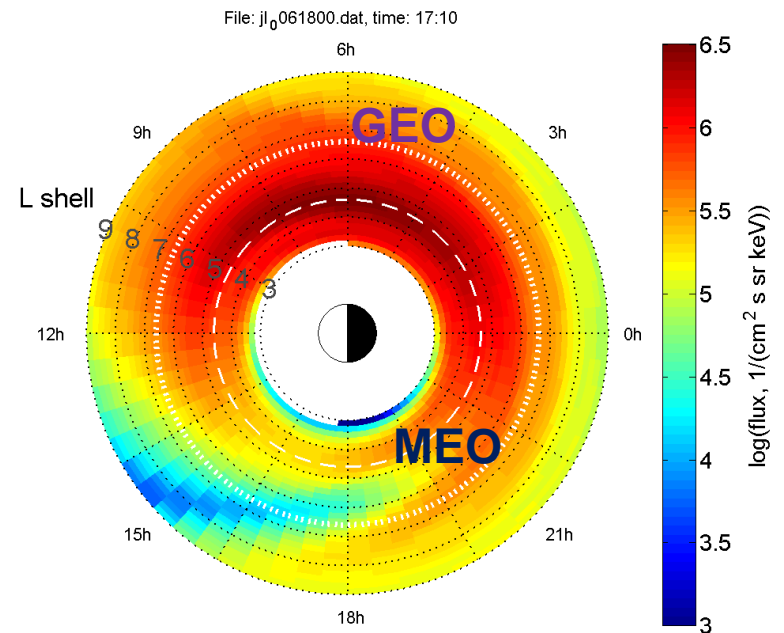 File: jI₀061800.dat, time: 17:10
6h
GEO
9h
3h
L shell
9 8 7 6 5 4 3
12h
0h
MEO
15h
21h
18h
6.5
6
5.5
5
4.5
4
3.5
3
log(flux, 1/(cm² s sr keV))